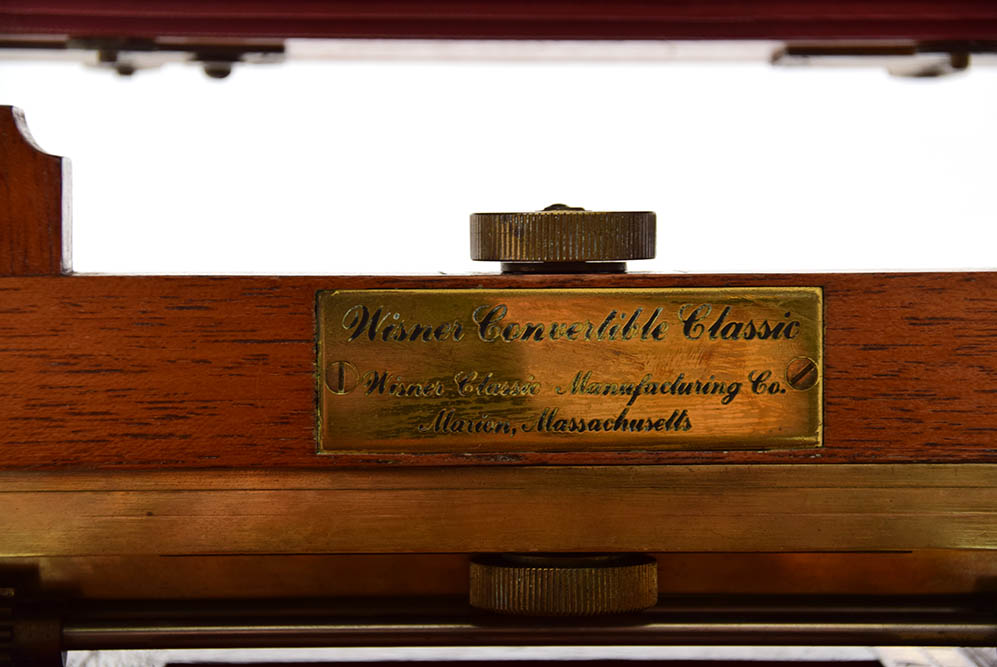 Wisner Convertible Classic
Wisner Classic Manufacturing Co.
Marion, Massachusetts